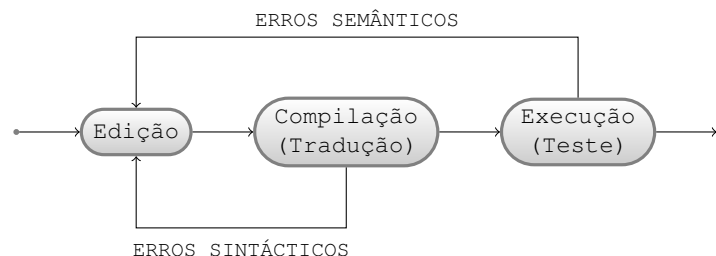 ERROS SEMÂNTICOS
Edição
Compilação
(Tradução)
Execução
(Teste)
ERROS SINTÁCTICOS